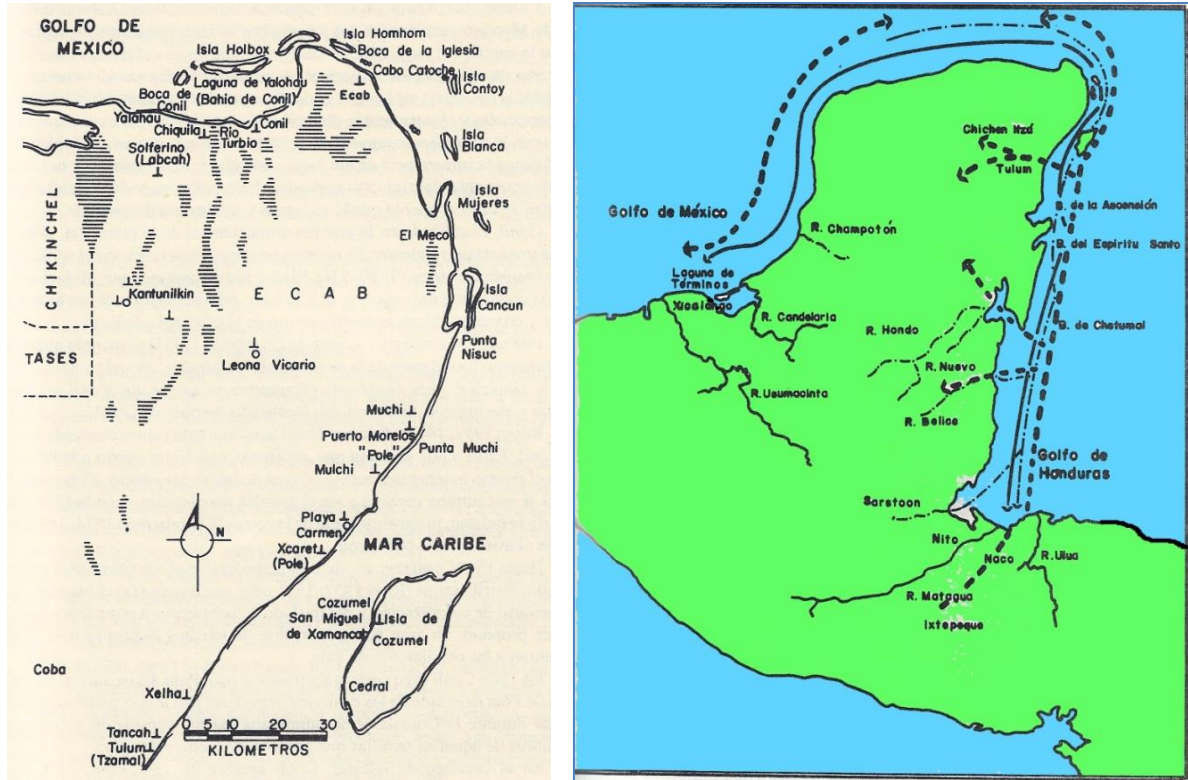 GOLFO DE
MEXICO
Isla Holbox
Isla Homhom
Boca de la Iglesia
Cabo Catoche
Isla
Contoy
Laguna de Yalohau
(Bahia de Conil)
Boca de
Conil
Ecab
Yalahau
Chiquila
Rio
Turbio
Conil
Solferino
(Labcah)
Isla
Blanca
Isla
Mujeres
El Meco
CHIKINCHEL
ECAB
Kantunilkin
Isla
Cancun
TASES
Leona Vicario
Punta
Nisuc
Muchi
Puerto Morelos
Punta Muchi
"Pole"
Mulchi
Playa
Carmen
N
Xcaret
(Pole)
MAR CARIBE
Cozumel
San Miguel
de Xamancab
Isla de
Cozumel
Coba
Cedral
Xelha
0 5 10 20 30
KILOMETROS
Tancah
Tulum
(Tzamal)
Chichen Itzá
Tulum
Golfo de México
B. de la Ascensión
R. Champotón
B. del Espiritu Santo
Laguna de
Términos
Xicalango
R. Candelaria
B. de Chetumal
R. Hondo
R. Nuevo
R. Usumacinta
R. Belice
Golfo de
Honduras
Sarstoon
Nito
Naco
R. Ulua
R. Matagua
Ixtepeque